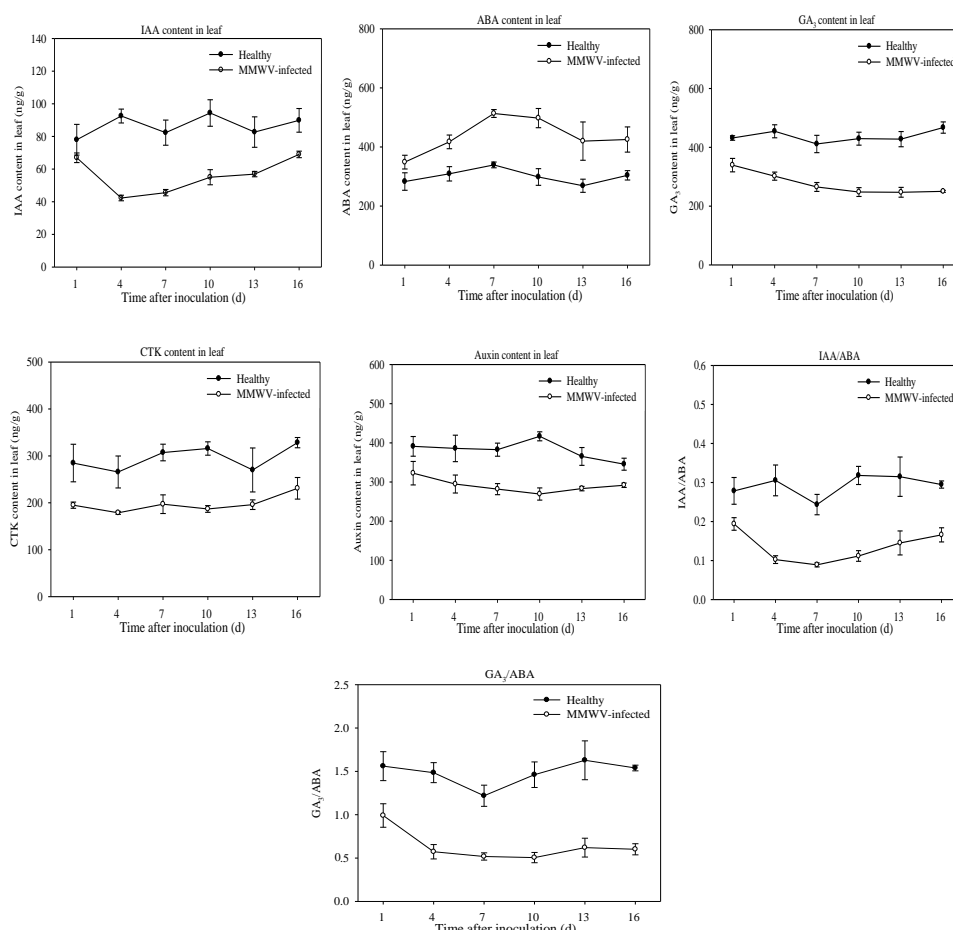 IAA content in leaf
140
120
100
80
60
40
20
0
IAA content in leaf (ng/g)
Healthy
MMWV-infected
1 4 7 10 13 16
Time after inoculation (d)
ABA content in leaf
800
600
400
200
0
ABA content in leaf (ng/g)
Healthy
MMWV-infected
1 4 7 10 13 16
Time after inoculation (d)
GA₃ content in leaf
800
600
400
200
0
GA₃ content in leaf (ng/g)
Healthy
MMWV-infected
1 4 7 10 13 16
Time after inoculation (d)
CTK content in leaf
500
400
300
200
100
0
CTK content in leaf (ng/g)
Healthy
MMWV-infected
1 4 7 10 13 16
Time after inoculation (d)
Auxin content in leaf
600
500
400
300
200
100
0
Auxin content in leaf (ng/g)
Healthy
MMWV-infected
1 4 7 10 13 16
Time after inoculation (d)
IAA/ABA
0.6
0.5
0.4
0.3
0.2
0.1
0.0
IAA/ABA
Healthy
MMWV-infected
1 4 7 10 13 16
Time after inoculation (d)
GA₃/ABA
2.5
2.0
1.5
1.0
0.5
0.0
GA₃/ABA
Healthy
MMWV-infected
1 4 7 10 13 16
Time after inoculation (d)